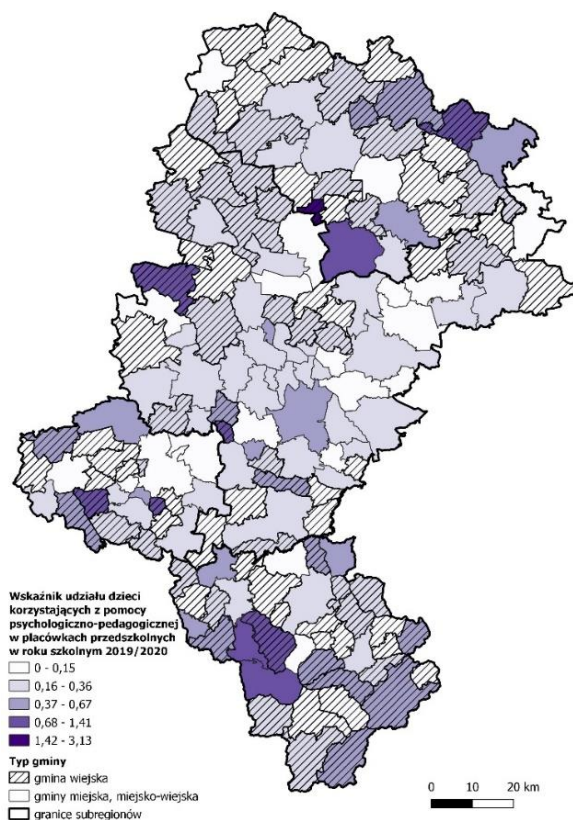 Wskaźnik udziału dzieci
korzystających z pomocy
psychologiczno-pedagogicznej
w placówkach przedszkolnych
w roku szkolnym 2019/2020
0 - 0,15
0,16 - 0,36
0,37 - 0,67
0,68 - 1,41
1,42 - 3,13
Typ gminy
gmina wiejska
gminy miejska, miejsko-wiejska
granice subregionów
0 10 20 km